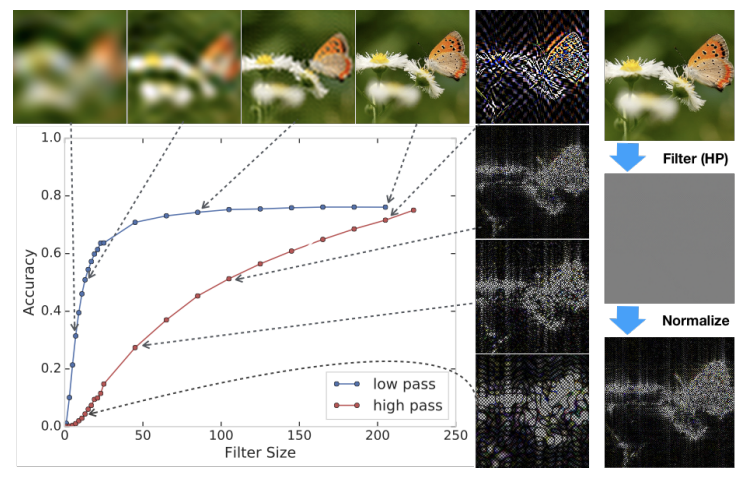 Filter (HP)
Normalize
1.0
0.8
0.6
0.4
0.2
0.0
Accuracy
0
50
100
150
200
250
Filter Size
low pass
high pass